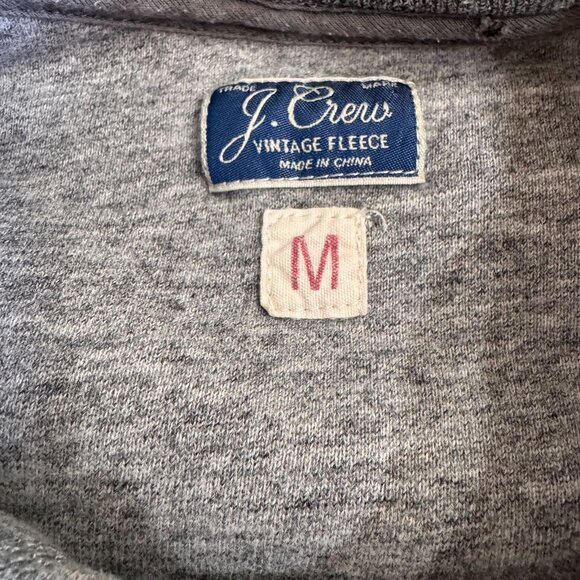 TRADE MARK
J. Crew
VINTAGE FLEECE
MADE IN CHINA
M